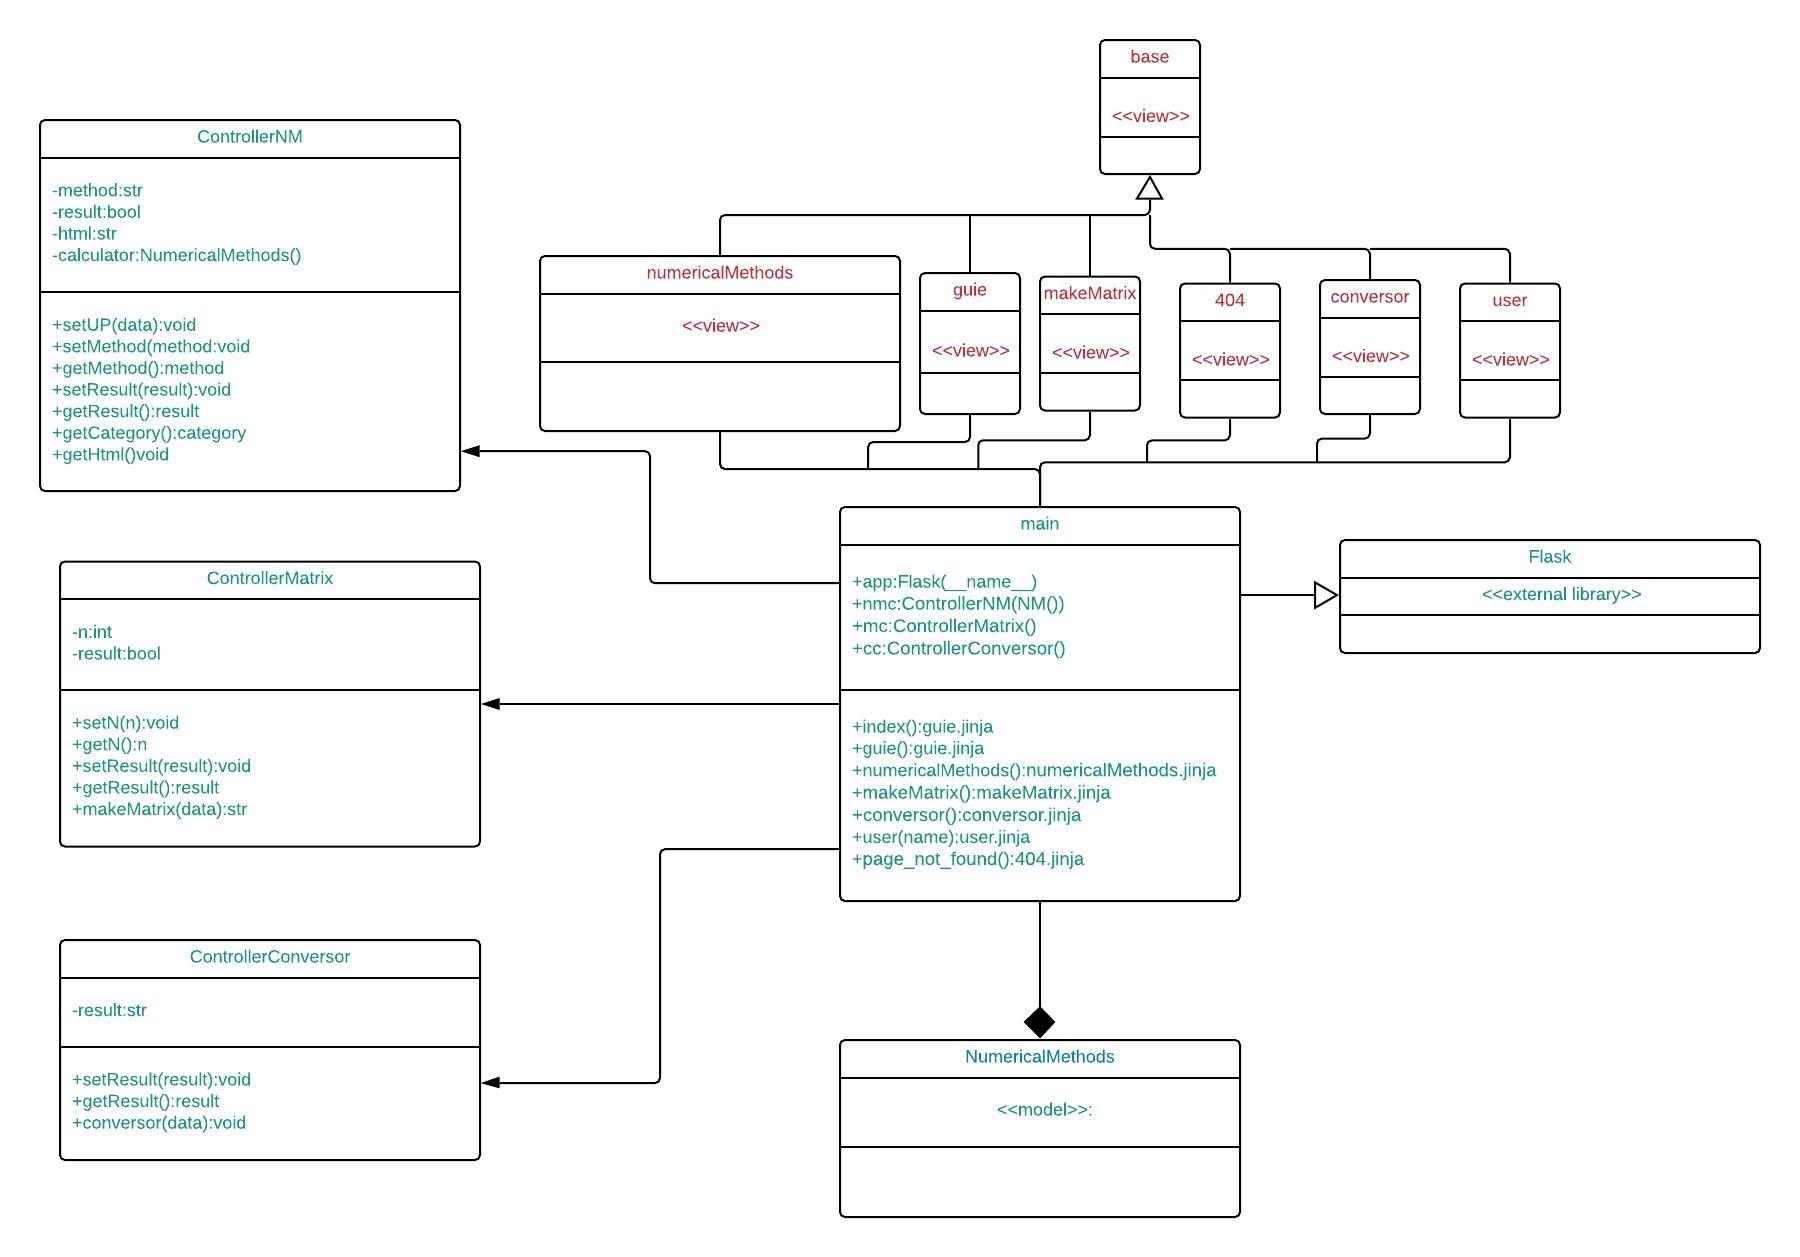 base
<<view>>
ControllerNM
-method:str
-result:bool
-html:str
-calculator:NumericalMethods()
+setUP(data):void
+setMethod(method:void
+getMethod():method
+setResult(result):void
+getResult():result
+getCategory():category
+getHtml()void
numericalMethods
<<view>>
guie
<<view>>
makeMatrix
<<view>>
404
<<view>>
conversor
<<view>>
user
<<view>>
main
+app:Flask(__name__)
+nmc:ControllerNM(NM())
+mc:ControllerMatrix()
+cc:ControllerConversor()
+index():guie.jinja
+guie():guie.jinja
+numericalMethods():numericalMethods.jinja
+makeMatrix():makeMatrix.jinja
+conversor():conversor.jinja
+user(name):user.jinja
+page_not_found():404.jinja
Flask
<<external library>>
ControllerMatrix
-n:int
-result:bool
+setN(n):void
+getN():n
+setResult(result):void
+getResult():result
+makeMatrix(data):str
ControllerConversor
-result:str
+setResult(result):void
+getResult():result
+conversor(data):void
NumericalMethods
<<model>>: